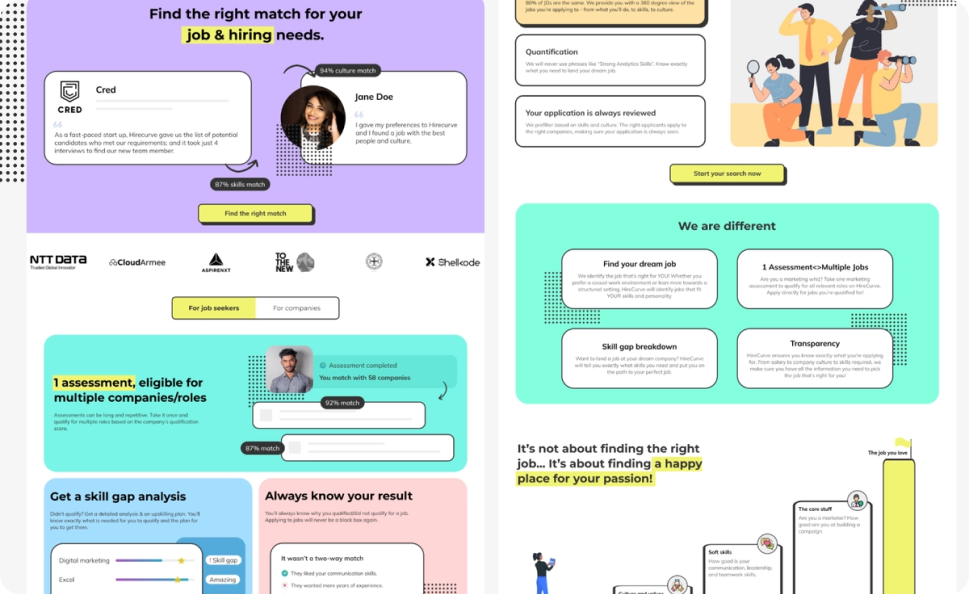 Find the right match for your
job & hiring needs.
94% culture match
CRED
Cred
As a fast-paced start up, Hirecurve gave us the list of potential
candidates who met our requirements; and it took just 4
interviews to find our new team member.
Jane Doe
I gave my preferences to Hirecurve
and I found a job with the best
people and culture.
87% skills match
Find the right match
NTT DATA
Trusted Global Innovator
CloudArmee
ASPIRENXT
TO
THE
NEW
Shellkode
For job seekers
For companies
1 assessment, eligible for
multiple companies/roles
Assessments can be long and repetitive. Take it once and
qualify for multiple roles based on the company's qualification
score.
Assessment completed
You match with 58 companies
92% match
87% match
Get a skill gap analysis
Didn't qualify? Get a detailed analysis & an upskilling plan. You'll
know exactly what is needed for you to qualify and the plan for
you to get them.
Digital marketing
! Skill gap
Excel
Amazing
Always know your result
You'll always know why you qualified/did not qualify for a job.
Applying to jobs will never be a black box again.
It wasn't a two-way match
They liked your communication skills.
They wanted more years of experience.
80% of JDs are the same. We provide you with a 360 degree view of the
jobs you're applying to - from what you'll do, to skills, to culture.
Quantification
We will never use phrases like "Strong Analytics Skills". Know exactly
what you need to land your dream job.
Your application is always reviewed
We prefilter based on skills and culture. The right applicants apply to
the right companies, making sure your application is always seen.
Start your search now
We are different
Find your dream job
We identify the job that's right for YOU! Whether you
prefer a casual work environment or lean more towards a
structured setting, HireCurve will identify jobs that fit
YOUR skills and personality
1 Assessment<>Multiple Jobs
Are you a marketing whiz? Take one marketing
assessment to qualify for all relevant roles on HireCurve.
Apply directly for jobs you're qualified for!
Skill gap breakdown
Want to land a job at your dream company? HireCurve
will tell you exactly what skills you need and put you on
the path to your perfect job.
Transparency
HireCurve ensures you know exactly what you're applying
for. From salary to company culture to skills required, we
make sure you have all the information you need to pick
the job that's right for you!
It's not about finding the right
job... It's about finding a happy
place for your passion!
The job you love
The core stuff
Are you a marketer? How
good are you at building a
campaign
Soft skills
How good is your
communication, leadership,
and teamwork skills.